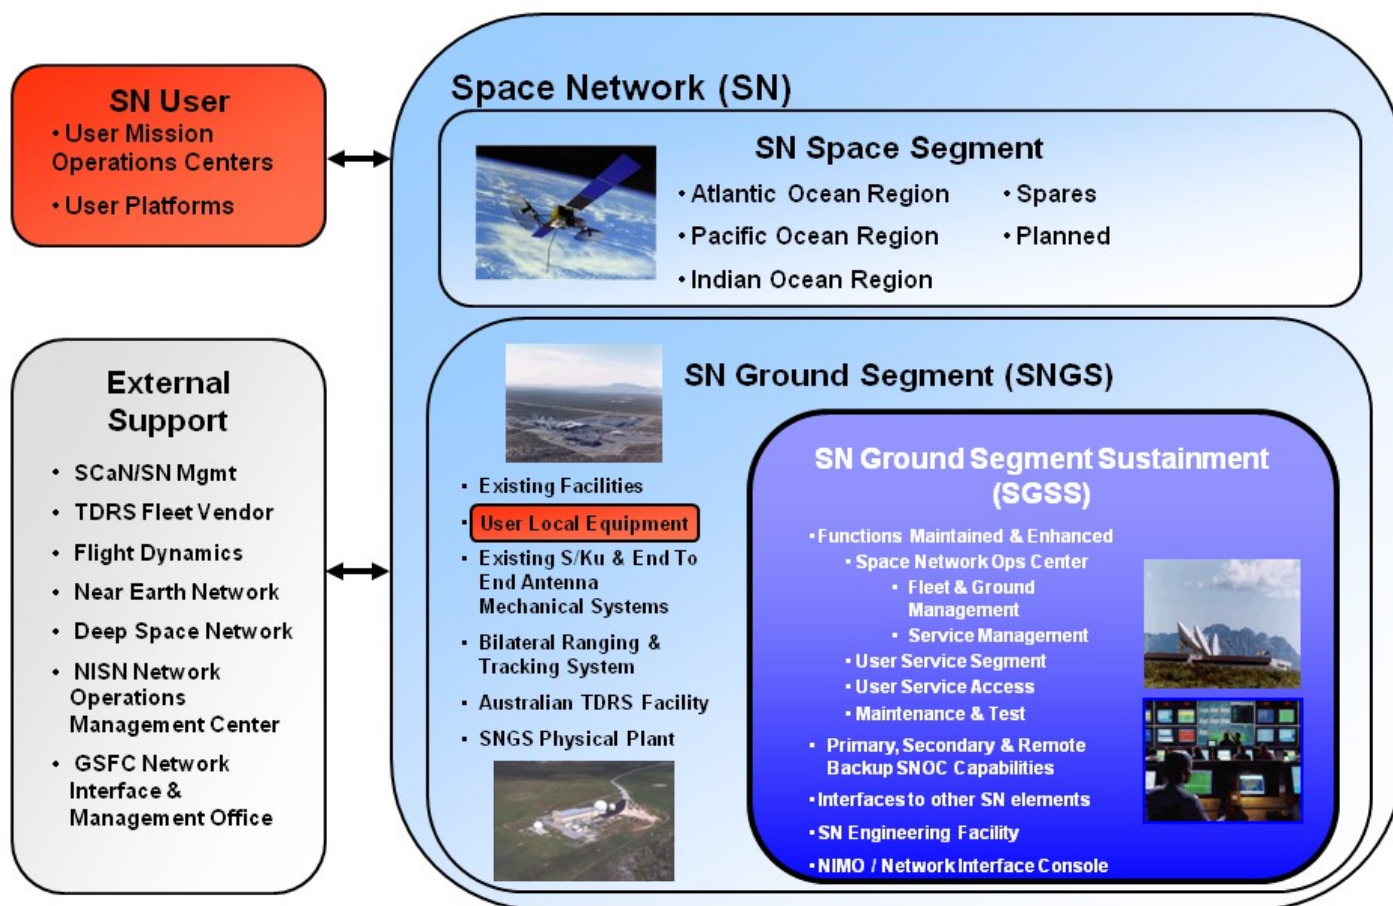 SN User
• User Mission
Operations Centers
• User Platforms
External
Support
• SCaN/SN Mgmt
• TDRS Fleet Vendor
• Flight Dynamics
• Near Earth Network
• Deep Space Network
• NISN Network
Operations
Management Center
• GSFC Network
Interface &
Management Office
Space Network (SN)
SN Space Segment
• Atlantic Ocean Region
• Pacific Ocean Region
• Indian Ocean Region
• Spares
• Planned
SN Ground Segment (SNGS)
• Existing Facilities
• User Local Equipment
• Existing S/Ku & End To
End Antenna
Mechanical Systems
• Bilateral Ranging &
Tracking System
• Australian TDRS Facility
• SNGS Physical Plant
SN Ground Segment Sustainment
(SGSS)
• Functions Maintained & Enhanced
• Space Network Ops Center
• Fleet & Ground
Management
• Service Management
• User Service Segment
• User Service Access
• Maintenance & Test
• Primary, Secondary & Remote
Backup SNOC Capabilities
• Interfaces to other SN elements
• SN Engineering Facility
• NIMO / Network Interface Console